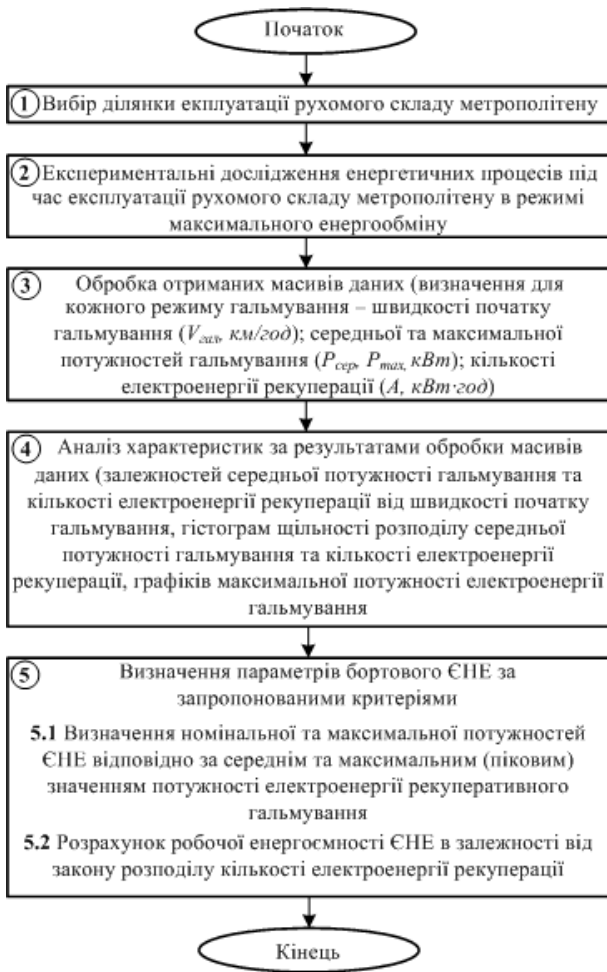 Початок
1 Вибір ділянки екплуатації рухомого складу метрополітену
2 Експериментальні дослідження енергетичних процесів під
час експлуатації рухомого складу метрополітену в режимі
максимального енергообміну
3 Обробка отриманих масивів даних (визначення для
кожного режиму гальмування – швидкості початку
гальмування (Vгал, км/год); середньої та максимальної
потужностей гальмування (Pсер, Pmax, кВт); кількості
електроенергії рекуперації (A, кВт·год)
4 Аналіз характеристик за результатами обробки масивів
даних (залежностей середньої потужності гальмування та
кількості електроенергії рекуперації від швидкості початку
гальмування, гістограм щільності розподілу середньої
потужності гальмування та кількості електроенергії
рекуперації, графіків максимальної потужності електроенергії
гальмування
5 Визначення параметрів бортового ЄНЕ за
запропонованими критеріями
5.1 Визначення номінальної та максимальної потужностей
ЄНЕ відповідно за середнім та максимальним (піковим)
значенням потужності електроенергії рекуперативного
гальмування
5.2 Розрахунок робочої енергоємності ЄНЕ в залежності від
закону розподілу кількості електроенергії рекуперації
Кінець